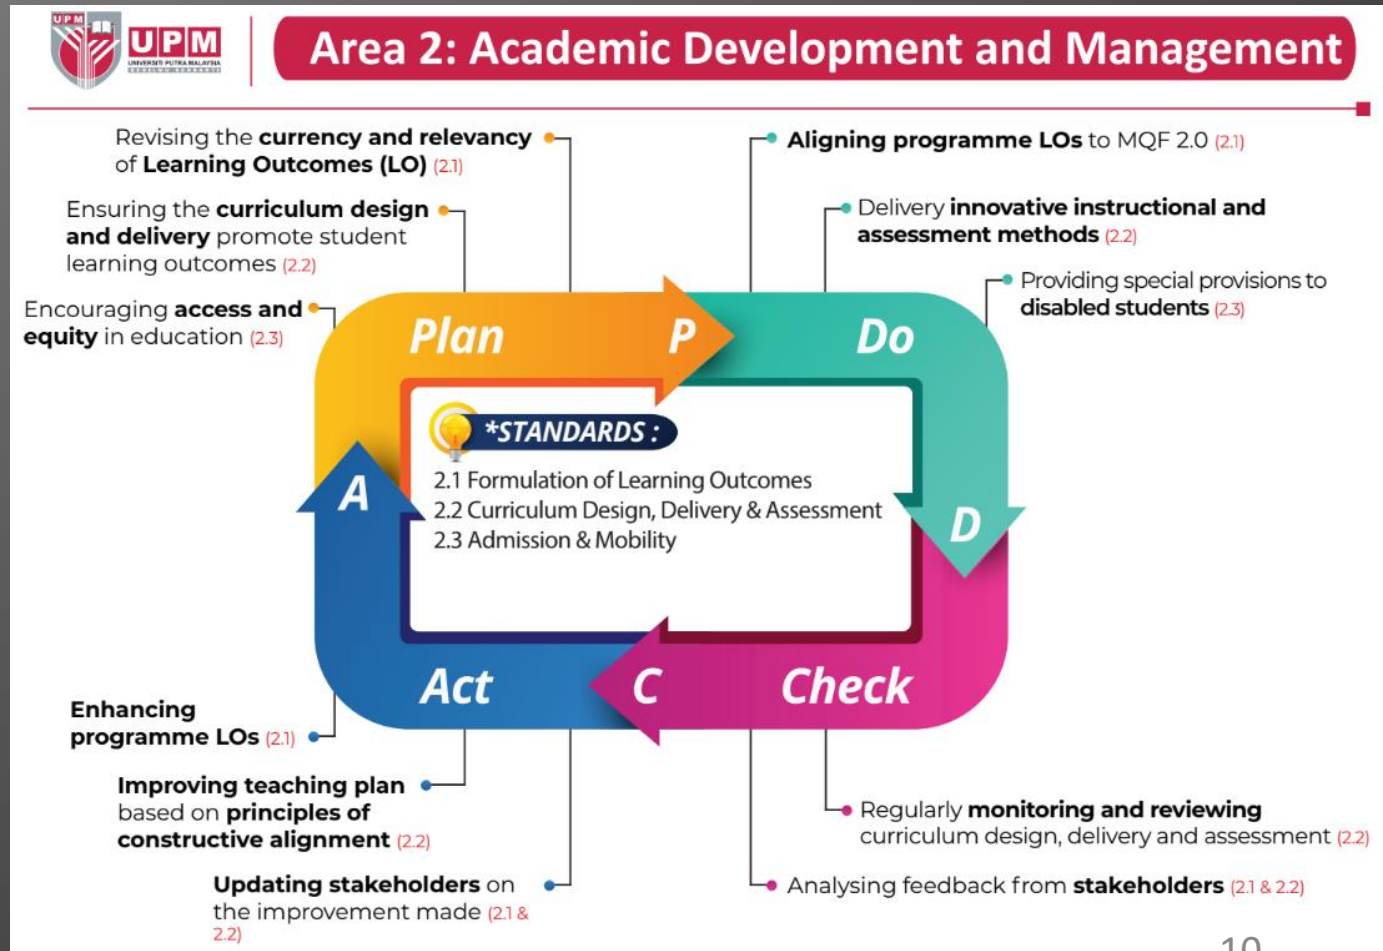 UPM
UPM
UNIVERSITI PUTRA MALAYSIA
Area 2: Academic Development and Management
Revising the currency and relevancy
of Learning Outcomes (LO) (2.1)
Ensuring the curriculum design
and delivery promote student
learning outcomes (2.2)
Encouraging access and
equity in education (2.3)
Aligning programme LOs to MQF 2.0 (2.1)
Delivery innovative instructional and
assessment methods (2.2)
Providing special provisions to
disabled students (2.3)
Plan
P
Do
D
*STANDARDS :
2.1 Formulation of Learning Outcomes
2.2 Curriculum Design, Delivery & Assessment
2.3 Admission & Mobility
A
Act
C
Check
Enhancing
programme LOs (2.1)
Improving teaching plan
based on principles of
constructive alignment (2.2)
Updating stakeholders on
the improvement made (2.1 &
2.2)
Regularly monitoring and reviewing
curriculum design, delivery and assessment (2.2)
Analysing feedback from stakeholders (2.1 & 2.2)